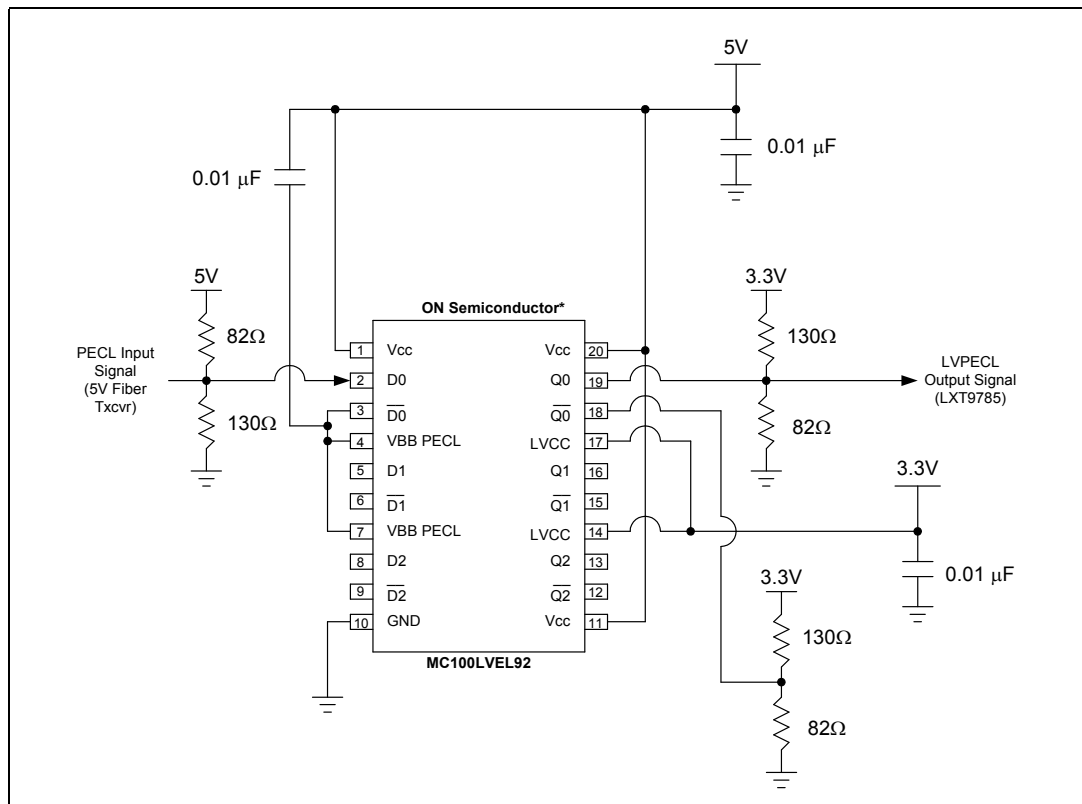 5V
0.01 μF
0.01 μF
5V
3.3V
ON Semiconductor*
82Ω
130Ω
PECL Input
Signal
(5V Fiber
Txcvr)
130Ω
82Ω
LVPECL
Output Signal
(LXT9785)
1 Vcc Vcc 20
2 D0 Q0 19
3 D0 Q0 18
4 VBB PECL LVCC 17
5 D1 Q1 16
6 D1 Q1 15
7 VBB PECL LVCC 14
8 D2 Q2 13
9 D2 Q2 12
10 GND Vcc 11
MC100LVEL92
3.3V
0.01 μF
3.3V
130Ω
82Ω